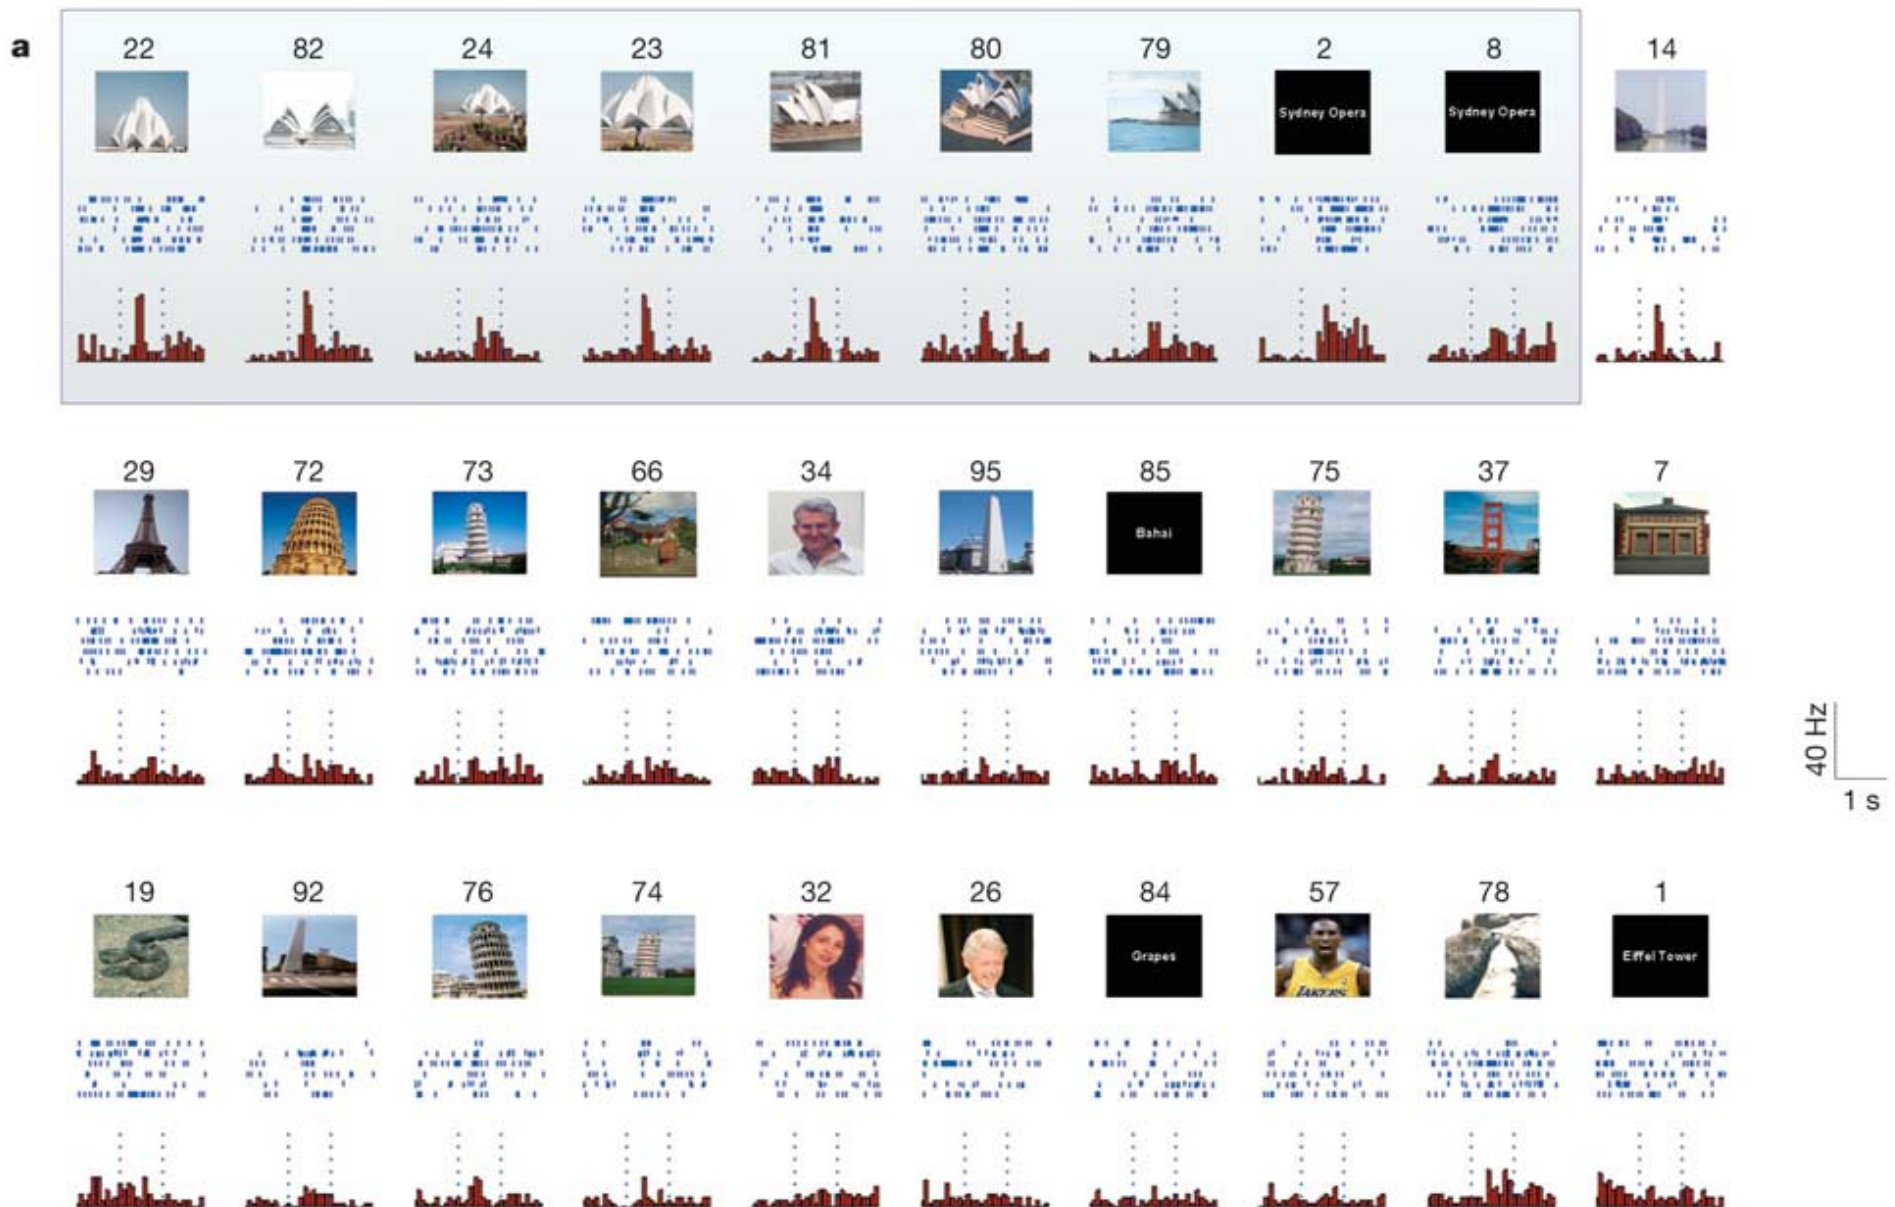 a
22 82 24 23 81 80 79 2 8 14
Sydney Opera Sydney Opera
29 72 73 66 34 95 85 75 37 7
Bahai
40 Hz
1 s
19 92 76 74 32 26 84 57 78 1
Grapes Eiffel Tower
LAKERS